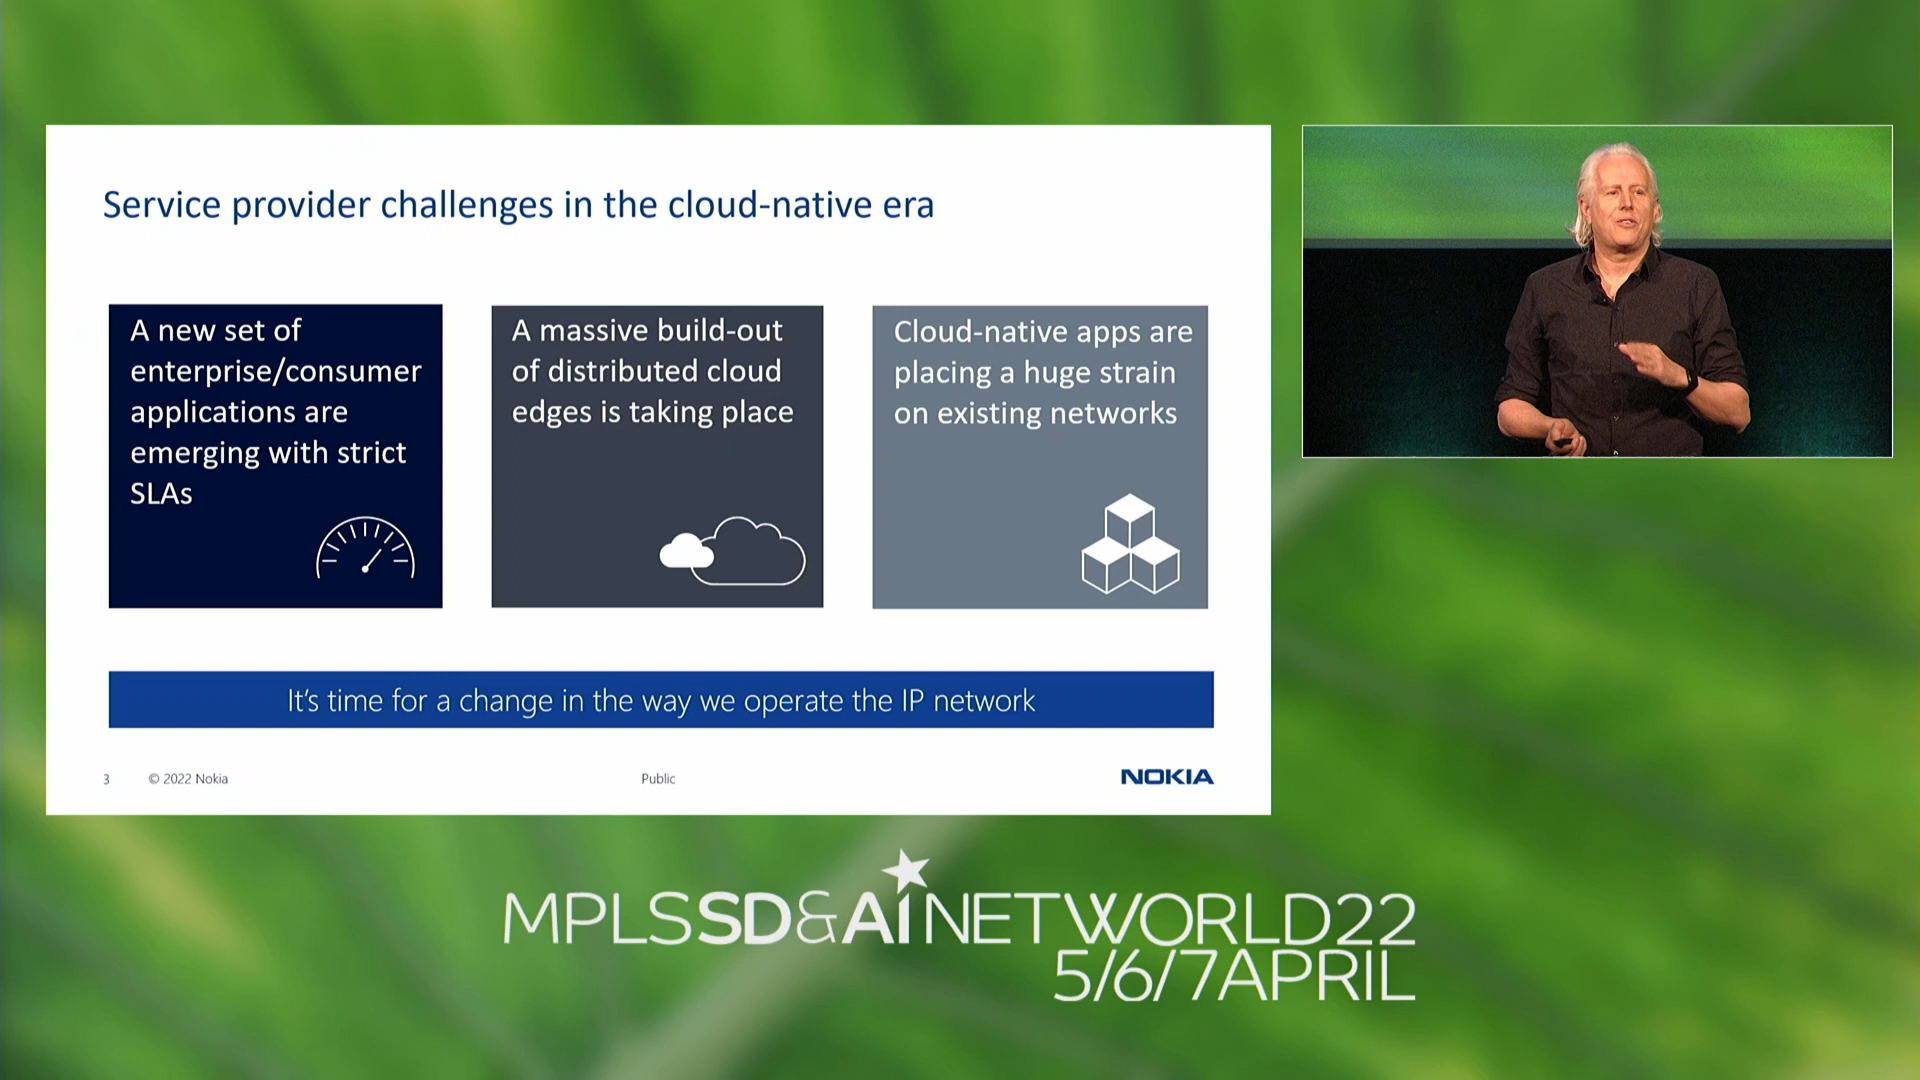 Service provider challenges in the cloud-native era
A new set of
enterprise/consumer
applications are
emerging with strict
SLAs
A massive build-out
of distributed cloud
edges is taking place
Cloud-native apps are
placing a huge strain
on existing networks
It's time for a change in the way we operate the IP network
3
© 2022 Nokia
Public
NOKIA
MPLSSD&AINETWORLD22
5/6/7APRIL